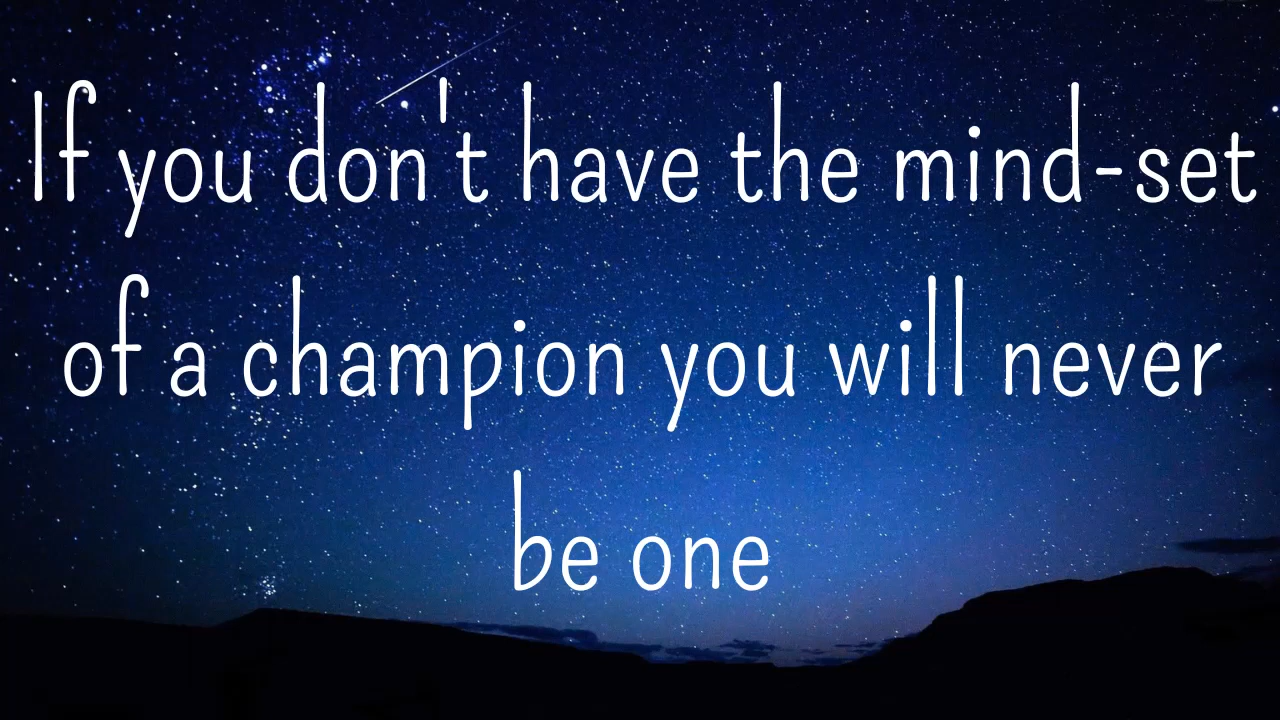 If you don't have the mind-set
of a champion you will never
be one